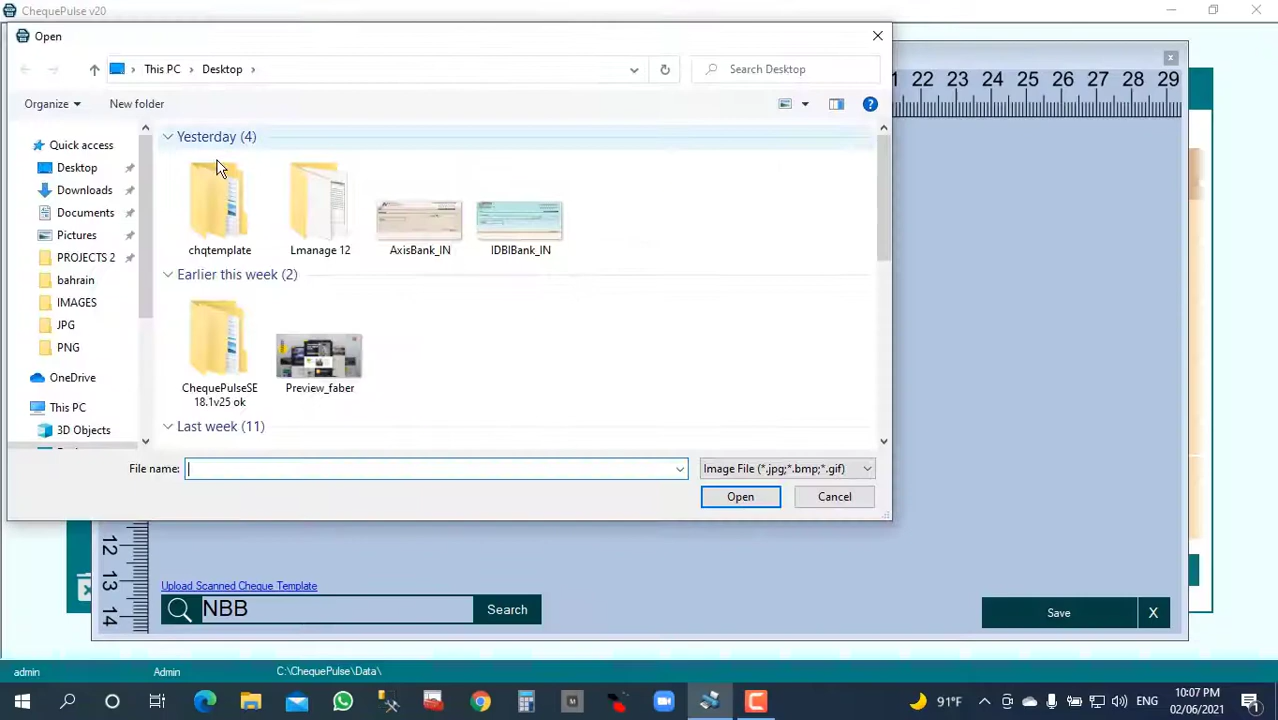 ChequePulse v20
Open
This PC > Desktop >
Search Desktop
Organize
New folder
Quick access
Desktop
Downloads
Documents
Pictures
PROJECTS 2
bahrain
IMAGES
JPG
PNG
OneDrive
This PC
3D Objects
Yesterday (4)
chqtemplate
Lmanage 12
AxisBank_IN
IDBIBank_IN
Earlier this week (2)
ChequePulseSE
18.1v25 ok
Preview_faber
Last week (11)
File name:
Image File (*.jpg;*.bmp;*.gif)
Open
Cancel
x
22 23 24 25 26 27 28 29
12
13
14
Upload Scanned Cheque Template
NBB
Search
Save
X
admin
Admin
C:\ChequePulse\Data\
91°F
ENG
10:07 PM
02/06/2021
1